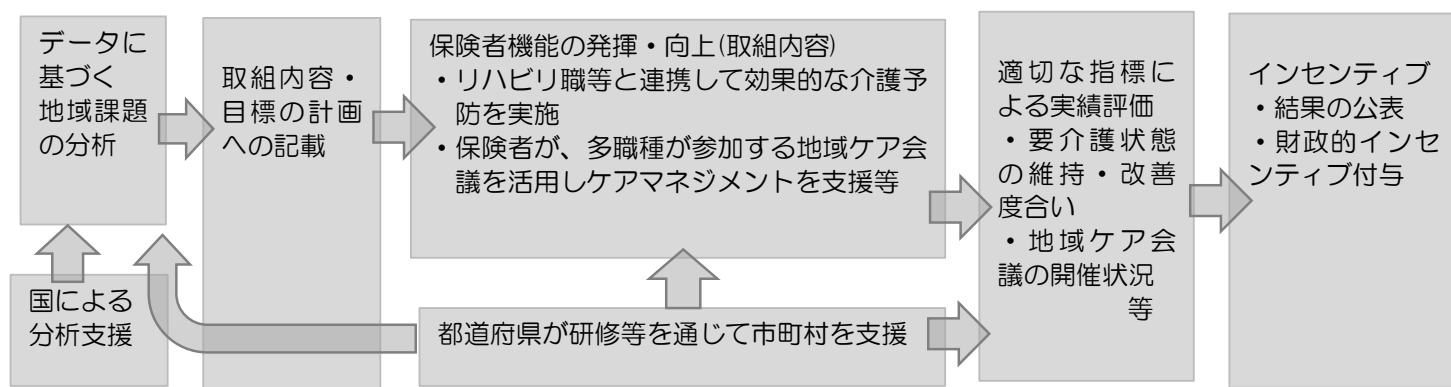 データに
基づく
地域課題
の分析
国による
分析支援
取組内容・
目標の計画
への記載
保険者機能の発揮・向上(取組内容)
・リハビリ職等と連携して効果的な介護予
防を実施
・保険者が、多職種が参加する地域ケア会
議を活用しケアマネジメントを支援等
都道府県が研修等を通じて市町村を支援
適切な指標に
よる実績評価
・要介護状態
の維持・改善
度合い
・地域ケア会
議の開催状況
等
インセンティブ
・結果の公表
・財政的インセ
ンティブ付与